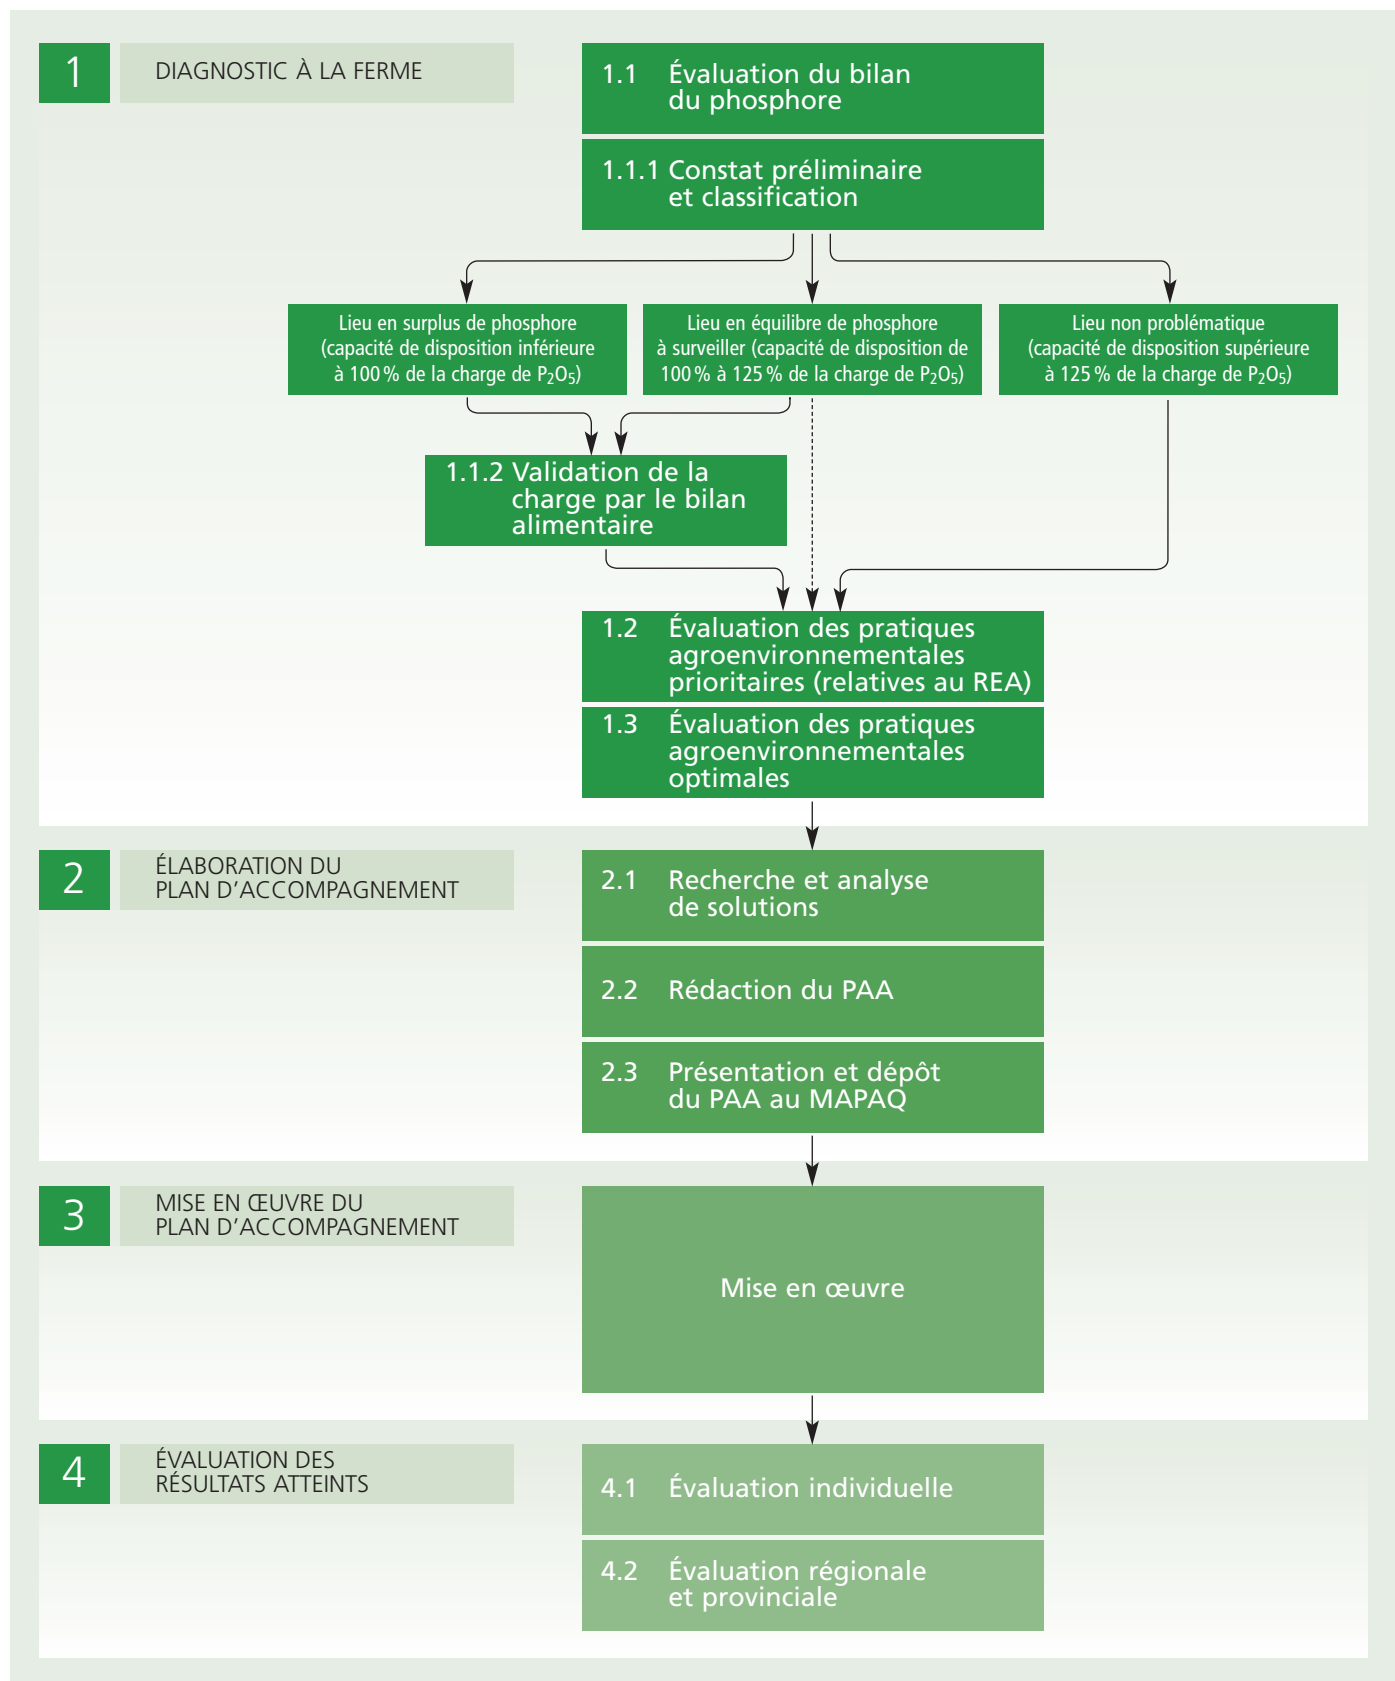 1
DIAGNOSTIC À LA FERME
1.1 Évaluation du bilan
du phosphore
1.1.1 Constat préliminaire
et classification
Lieu en surplus de phosphore
(capacité de disposition inférieure
à 100 % de la charge de P₂O₅)
Lieu en équilibre de phosphore
à surveiller (capacité de disposition de
100 % à 125 % de la charge de P₂O₅)
Lieu non problématique
(capacité de disposition supérieure
à 125 % de la charge de P₂O₅)
1.1.2 Validation de la
charge par le bilan
alimentaire
1.2 Évaluation des pratiques
agroenvironnementales
prioritaires (relatives au REA)
1.3 Évaluation des pratiques
agroenvironnementales
optimales
2
ÉLABORATION DU
PLAN D’ACCOMPAGNEMENT
2.1 Recherche et analyse
de solutions
2.2 Rédaction du PAA
2.3 Présentation et dépôt
du PAA au MAPAQ
3
MISE EN ŒUVRE DU
PLAN D’ACCOMPAGNEMENT
Mise en œuvre
4
ÉVALUATION DES
RÉSULTATS ATTEINTS
4.1 Évaluation individuelle
4.2 Évaluation régionale
et provinciale